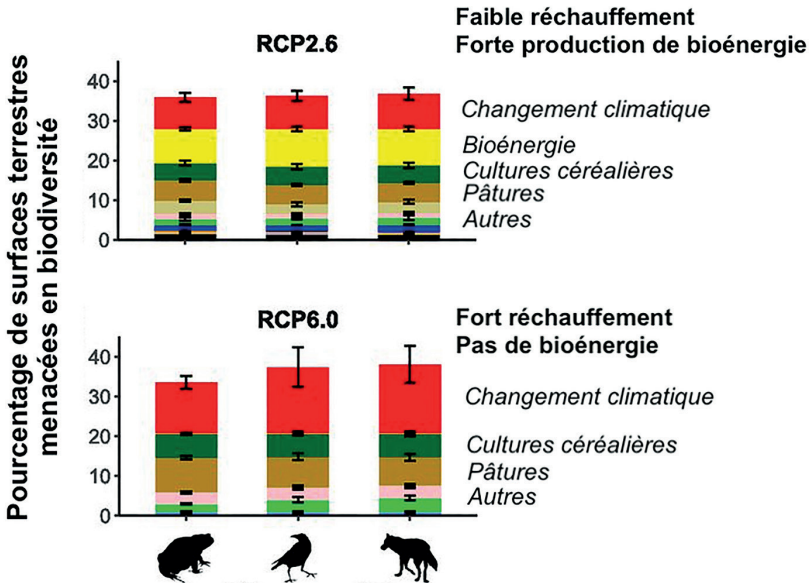 Pourcentage de surfaces terrestres
menacées en biodiversité
RCP2.6
Faible réchauffement
Forte production de bioénergie
40
30
20
10
0
Changement climatique
Bioénergie
Cultures céréalières
Pâtures
Autres
RCP6.0
Fort réchauffement
Pas de bioénergie
40
30
20
10
0
Changement climatique
Cultures céréalières
Pâtures
Autres